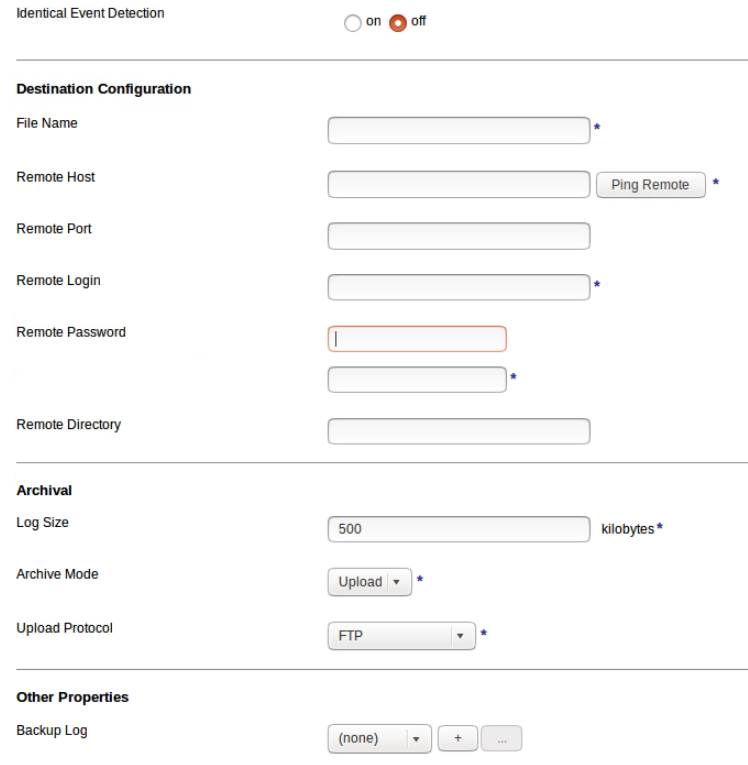 Identical Event Detection on off
Destination Configuration
File Name *
Remote Host Ping Remote *
Remote Port
Remote Login *
Remote Password
*
Remote Directory
Archival
Log Size 500 kilobytes *
Archive Mode Upload *
Upload Protocol FTP *
Other Properties
Backup Log (none) + ...